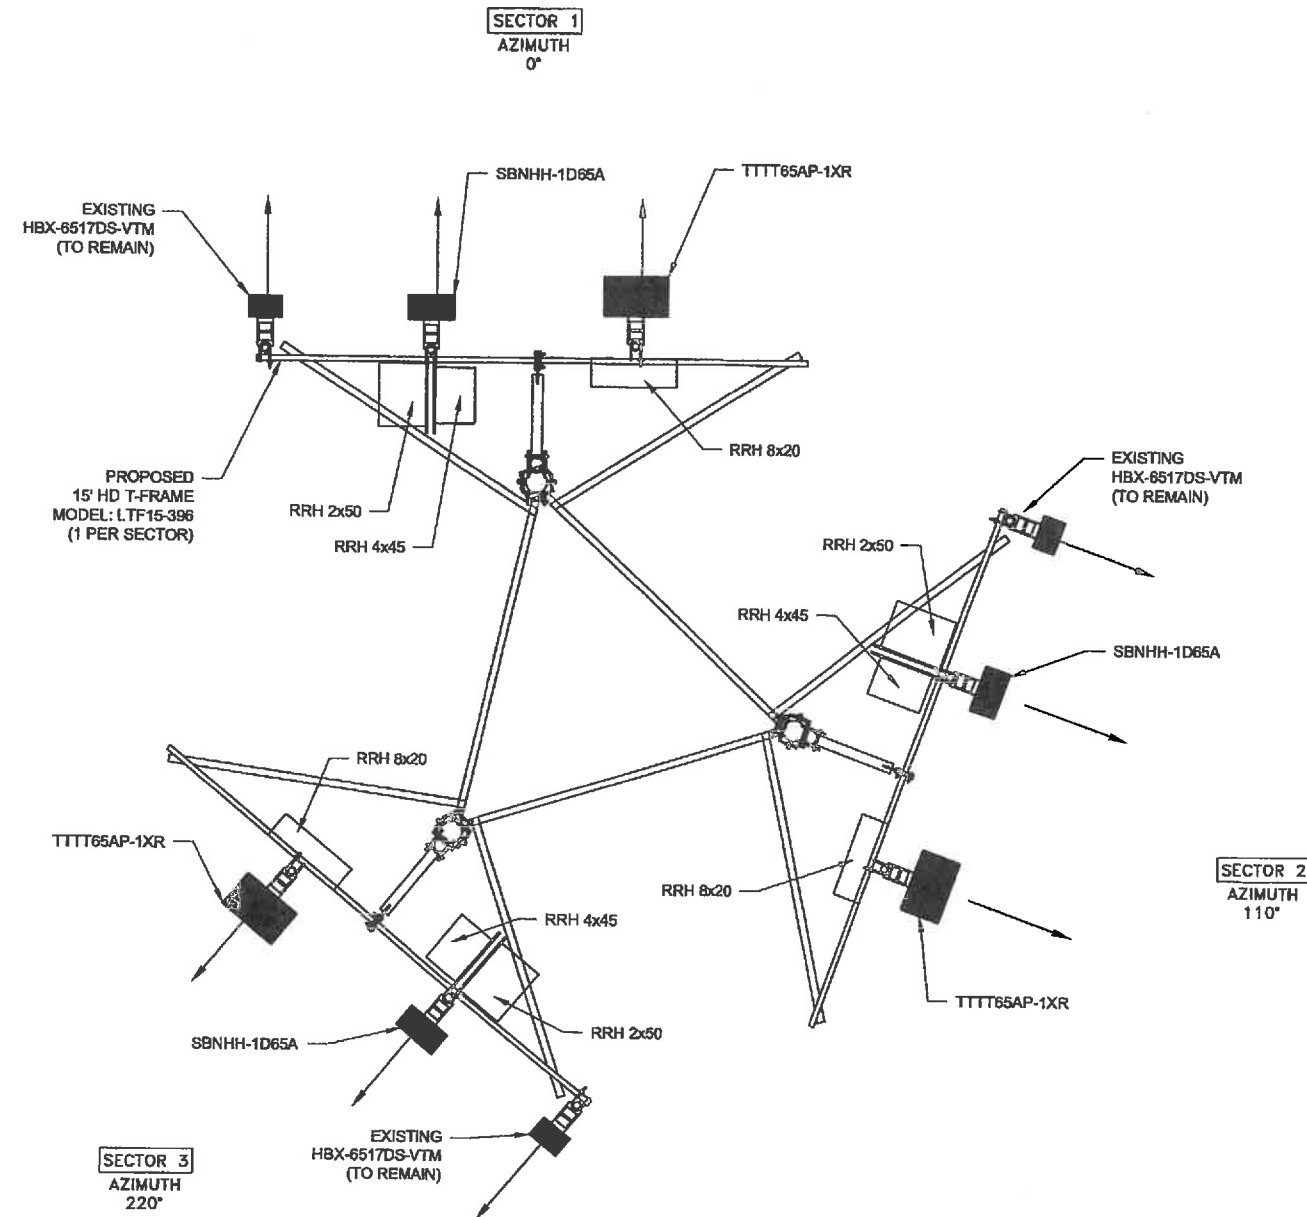 SECTOR 1
AZIMUTH
0°
SBNHH-1D65A
TTTT65AP-1XR
EXISTING
HBX-6517DS-VTM
(TO REMAIN)
RRH 8x20
PROPOSED
15' HD T-FRAME
MODEL: LTF15-396
(1 PER SECTOR)
RRH 2x50
RRH 4x45
EXISTING
HBX-6517DS-VTM
(TO REMAIN)
RRH 2x50
RRH 4x45
SBNHH-1D65A
RRH 8x20
TTTT65AP-1XR
SECTOR 2
AZIMUTH
110°
RRH 8x20
TTTT65AP-1XR
RRH 4x45
RRH 2x50
SBNHH-1D65A
EXISTING
HBX-6517DS-VTM
(TO REMAIN)
SECTOR 3
AZIMUTH
220°